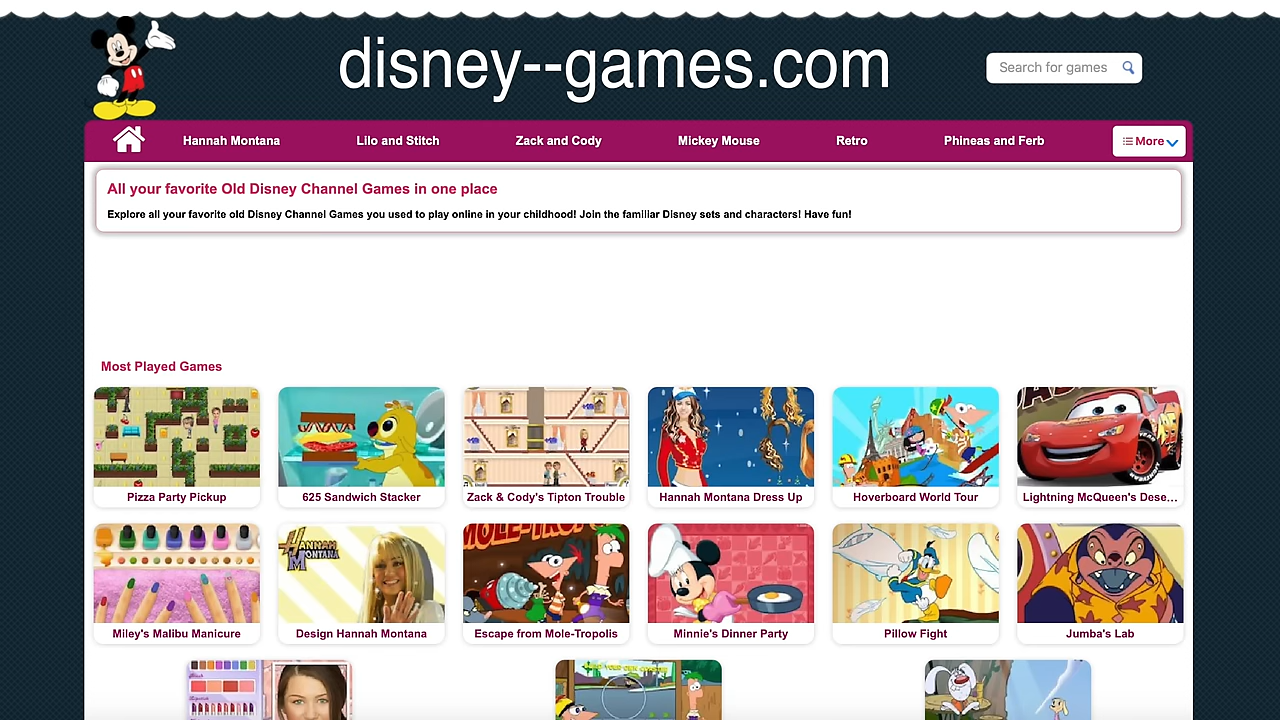 disney--games.com
Search for games
Hannah Montana
Lilo and Stitch
Zack and Cody
Mickey Mouse
Retro
Phineas and Ferb
More
All your favorite Old Disney Channel Games in one place
Explore all your favorite old Disney Channel Games you used to play online in your childhood! Join the familiar Disney sets and characters! Have fun!
Most Played Games
Pizza Party Pickup
625 Sandwich Stacker
Zack & Cody's Tipton Trouble
Hannah Montana Dress Up
Hoverboard World Tour
Lightning McQueen's Dese...
HANNAH
MONTANA
MOLE-TROPO
Miley's Malibu Manicure
Design Hannah Montana
Escape from Mole-Tropolis
Minnie's Dinner Party
Pillow Fight
Jumba's Lab